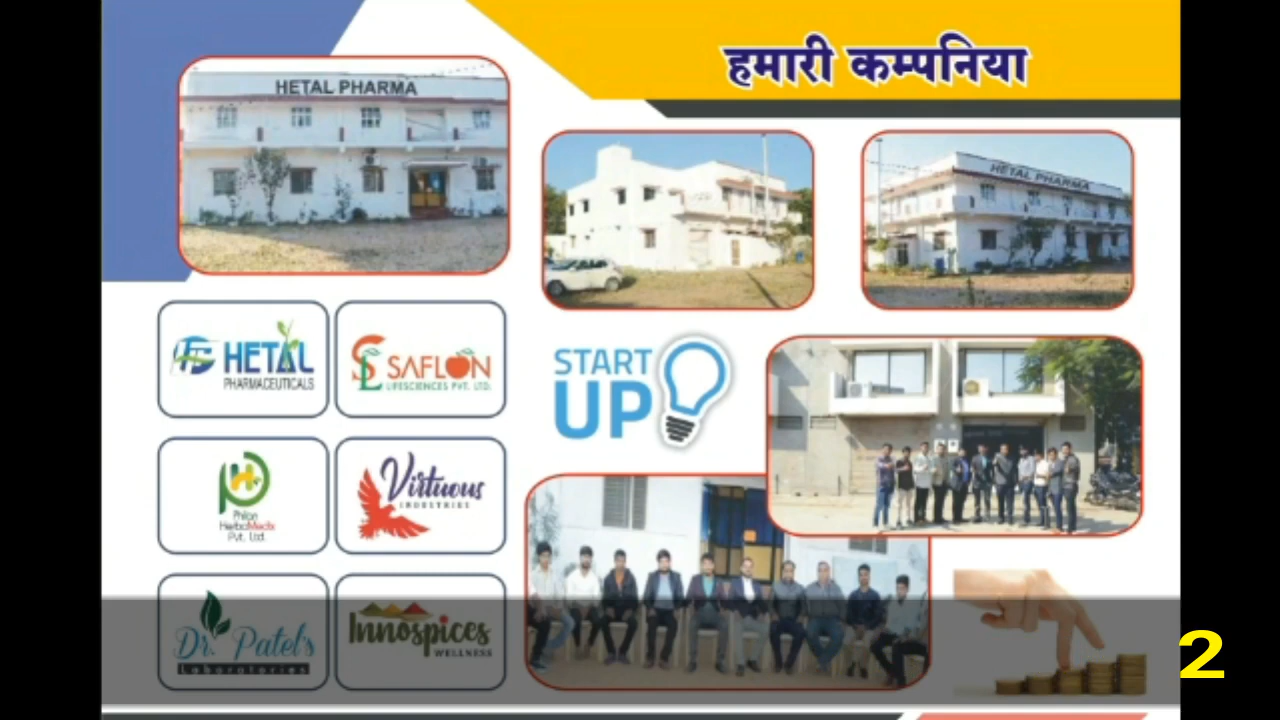 हमारी कम्पनिया
HETAL PHARMA
HETAL PHARMA
HETAL
PHARMACEUTICALS
SAFLON
LIFESCIENCES PVT. LTD.
START
UP
Philon
HerboMedix
Pvt. Ltd.
Virtuous
INDUSTRIES
Dr. Patel's
Laboratories
Innospices
WELLNESS
2